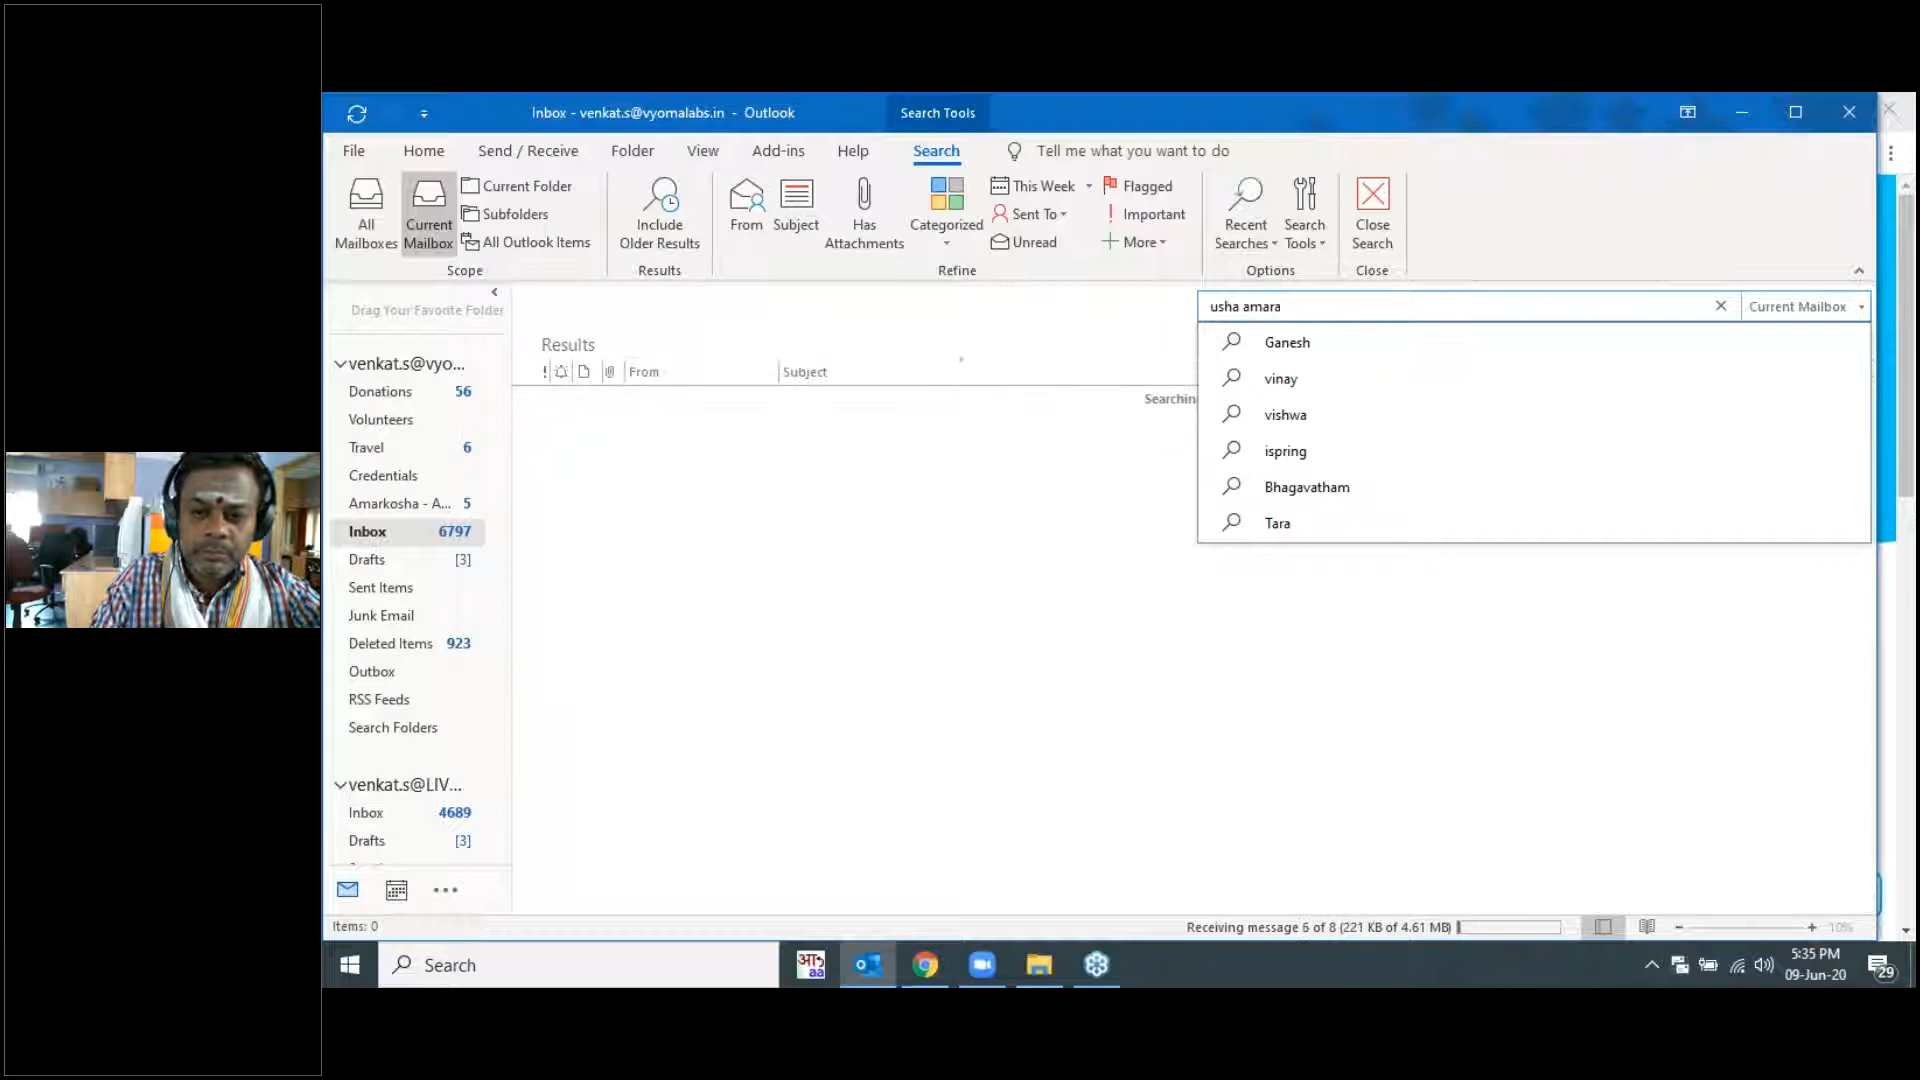 Inbox - venkat.s@vyomalabs.in - Outlook
Search Tools
File Home Send / Receive Folder View Add-ins Help Search Tell me what you want to do
All Mailboxes
Current Mailbox
Current Folder
Subfolders
All Outlook Items
Scope
Include Older Results
Results
From
Subject
Has Attachments
Categorized
This Week
Sent To
Unread
Flagged
! Important
+ More
Refine
Recent Searches
Search Tools
Options
Close Search
Close
Drag Your Favorite Folder
usha amara
Current Mailbox
Ganesh
vinay
vishwa
ispring
Bhagavatham
Tara
Results
! From Subject
Searchin
venkat.s@vyo...
Donations 56
Volunteers
Travel 6
Credentials
Amarkosha - A... 5
Inbox 6797
Drafts [3]
Sent Items
Junk Email
Deleted Items 923
Outbox
RSS Feeds
Search Folders
venkat.s@LIV...
Inbox 4689
Drafts [3]
Items: 0
Receiving message 6 of 8 (221 KB of 4.61 MB)
10%
Search
आ aa
5:35 PM
09-Jun-20
29